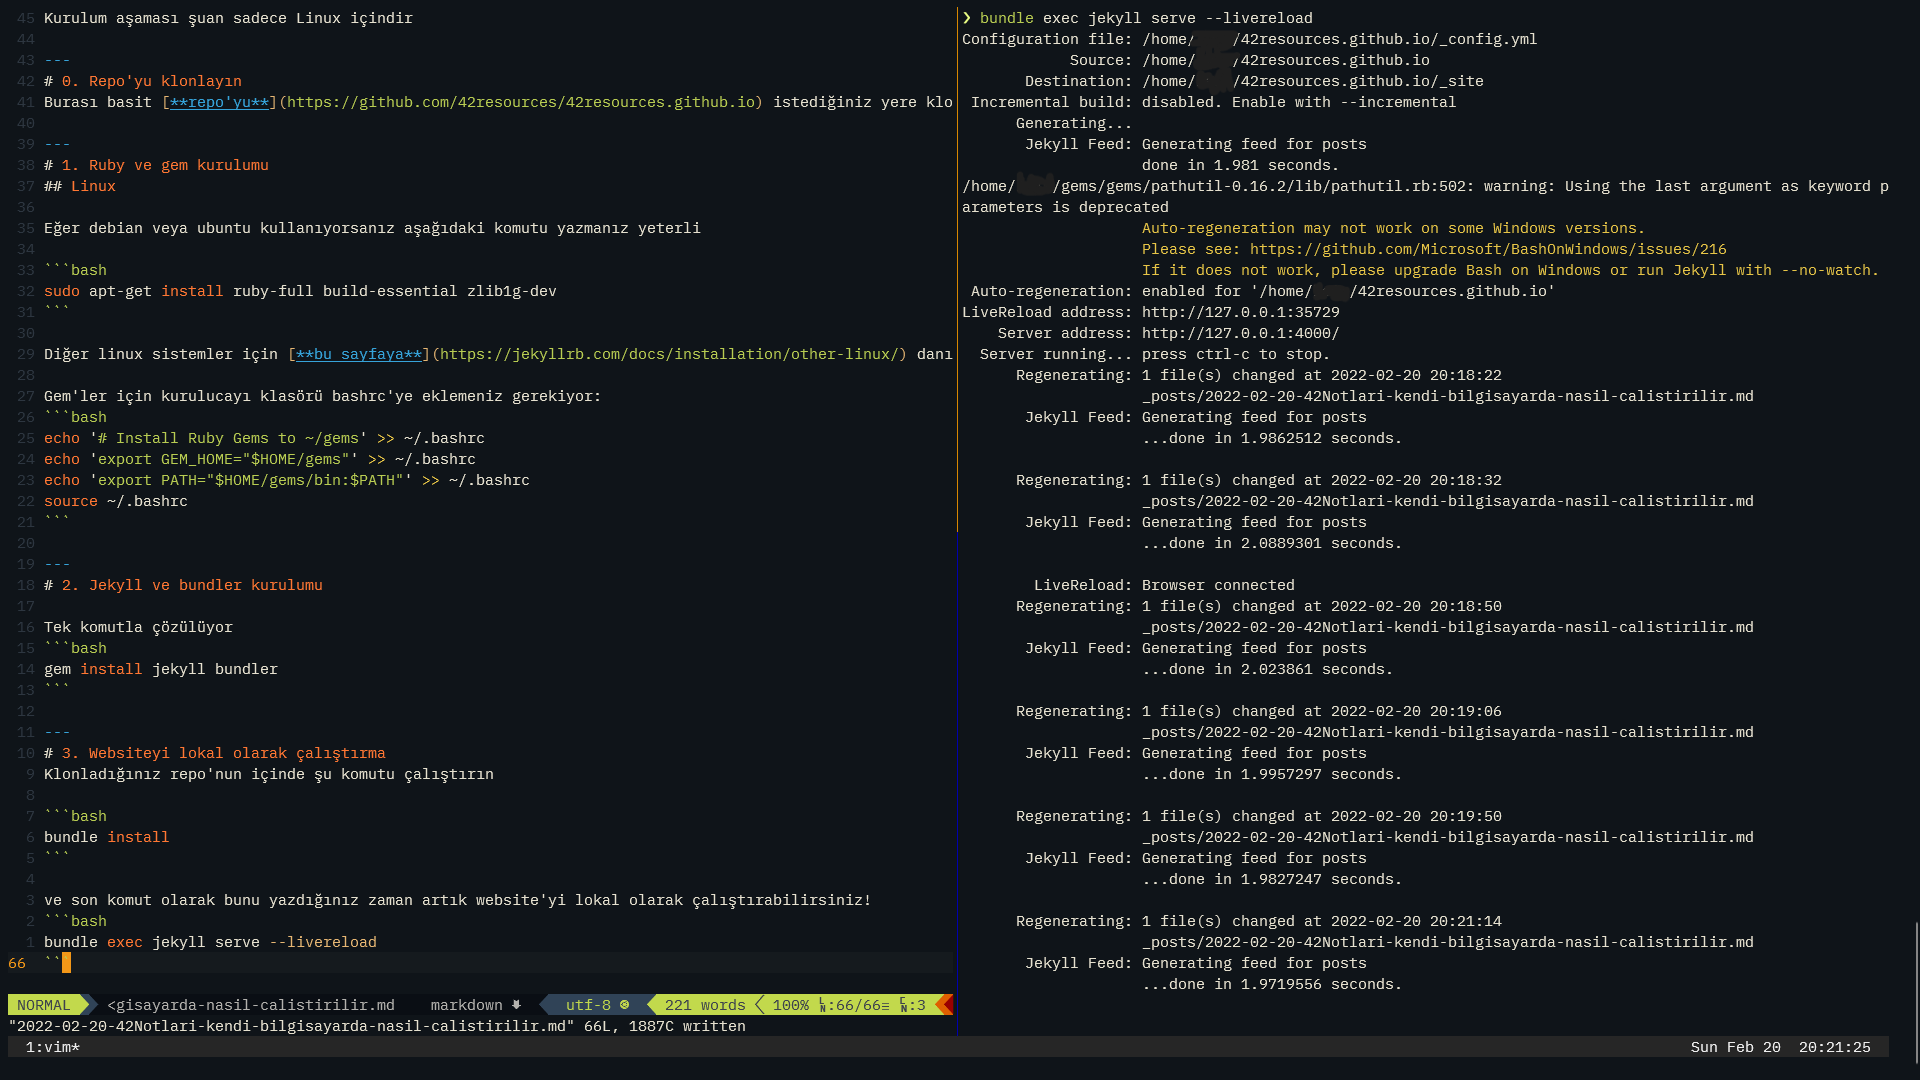 45 Kurulum aşaması şuan sadece Linux içindir
44
43 ---
42 # 0. Repo'yu klonlayın
41 Burası basit [**repo'yu**](https://github.com/42resources/42resources.github.io) istediğiniz yere klo
40
39 ---
38 # 1. Ruby ve gem kurulumu
37 ## Linux
36
35 Eğer debian veya ubuntu kullanıyorsanız aşağıdaki komutu yazmanız yeterli
34
33 ```bash
32 sudo apt-get install ruby-full build-essential zlib1g-dev
31 ```
30
29 Diğer linux sistemler için [**bu sayfaya**](https://jekyllrb.com/docs/installation/other-linux/) danı
28
27 Gem'ler için kurulucayı klasörü bashrc'ye eklemeniz gerekiyor:
26 ```bash
25 echo '# Install Ruby Gems to ~/gems' >> ~/.bashrc
24 echo 'export GEM_HOME="$HOME/gems"' >> ~/.bashrc
23 echo 'export PATH="$HOME/gems/bin:$PATH"' >> ~/.bashrc
22 source ~/.bashrc
21 ```
20
19 ---
18 # 2. Jekyll ve bundler kurulumu
17
16 Tek komutla çözülüyor
15 ```bash
14 gem install jekyll bundler
13 ```
12
11 ---
10 # 3. Websiteyi lokal olarak çalıştırma
9 Klonladığınız repo'nun içinde şu komutu çalıştırın
8
7 ```bash
6 bundle install
5 ```
4
3 ve son komut olarak bunu yazdığınız zaman artık website'yi lokal olarak çalıştırabilirsiniz!
2 ```bash
1 bundle exec jekyll serve --livereload
66 ```
NORMAL <gisayarda-nasil-calistirilir.md markdown utf-8 221 words 100% LN:66/66≡ CN:3
"2022-02-20-42Notlari-kendi-bilgisayarda-nasil-calistirilir.md" 66L, 1887C written
❯ bundle exec jekyll serve --livereload
Configuration file: /home/ /42resources.github.io/_config.yml
Source: /home/ /42resources.github.io
Destination: /home/ /42resources.github.io/_site
Incremental build: disabled. Enable with --incremental
Generating...
Jekyll Feed: Generating feed for posts
done in 1.981 seconds.
/home/ /gems/gems/pathutil-0.16.2/lib/pathutil.rb:502: warning: Using the last argument as keyword p
arameters is deprecated
Auto-regeneration may not work on some Windows versions.
Please see: https://github.com/Microsoft/BashOnWindows/issues/216
If it does not work, please upgrade Bash on Windows or run Jekyll with --no-watch.
Auto-regeneration: enabled for '/home/ /42resources.github.io'
LiveReload address: http://127.0.0.1:35729
Server address: http://127.0.0.1:4000/
Server running... press ctrl-c to stop.
Regenerating: 1 file(s) changed at 2022-02-20 20:18:22
_posts/2022-02-20-42Notlari-kendi-bilgisayarda-nasil-calistirilir.md
Jekyll Feed: Generating feed for posts
...done in 1.9862512 seconds.
Regenerating: 1 file(s) changed at 2022-02-20 20:18:32
_posts/2022-02-20-42Notlari-kendi-bilgisayarda-nasil-calistirilir.md
Jekyll Feed: Generating feed for posts
...done in 2.0889301 seconds.
LiveReload: Browser connected
Regenerating: 1 file(s) changed at 2022-02-20 20:18:50
_posts/2022-02-20-42Notlari-kendi-bilgisayarda-nasil-calistirilir.md
Jekyll Feed: Generating feed for posts
...done in 2.023861 seconds.
Regenerating: 1 file(s) changed at 2022-02-20 20:19:06
_posts/2022-02-20-42Notlari-kendi-bilgisayarda-nasil-calistirilir.md
Jekyll Feed: Generating feed for posts
...done in 1.9957297 seconds.
Regenerating: 1 file(s) changed at 2022-02-20 20:19:50
_posts/2022-02-20-42Notlari-kendi-bilgisayarda-nasil-calistirilir.md
Jekyll Feed: Generating feed for posts
...done in 1.9827247 seconds.
Regenerating: 1 file(s) changed at 2022-02-20 20:21:14
_posts/2022-02-20-42Notlari-kendi-bilgisayarda-nasil-calistirilir.md
Jekyll Feed: Generating feed for posts
...done in 1.9719556 seconds.
1:vim* Sun Feb 20 20:21:25